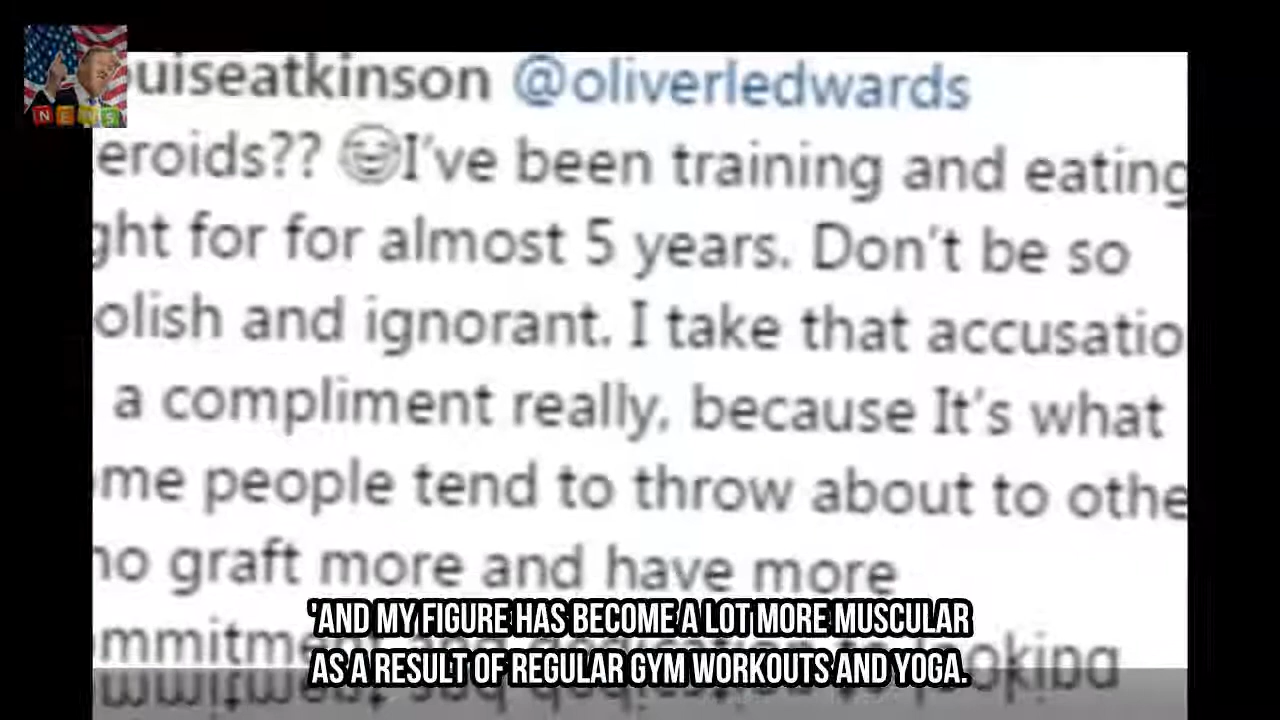 NEWS
ouiseatkinson @oliverledwards
eroids?? 😅I've been training and eating
ght for for almost 5 years. Don't be so
olish and ignorant. I take that accusatio
a compliment really, because It's what
me people tend to throw about to othe
no graft more and have more
'AND MY FIGURE HAS BECOME A LOT MORE MUSCULAR
AS A RESULT OF REGULAR GYM WORKOUTS AND YOGA.